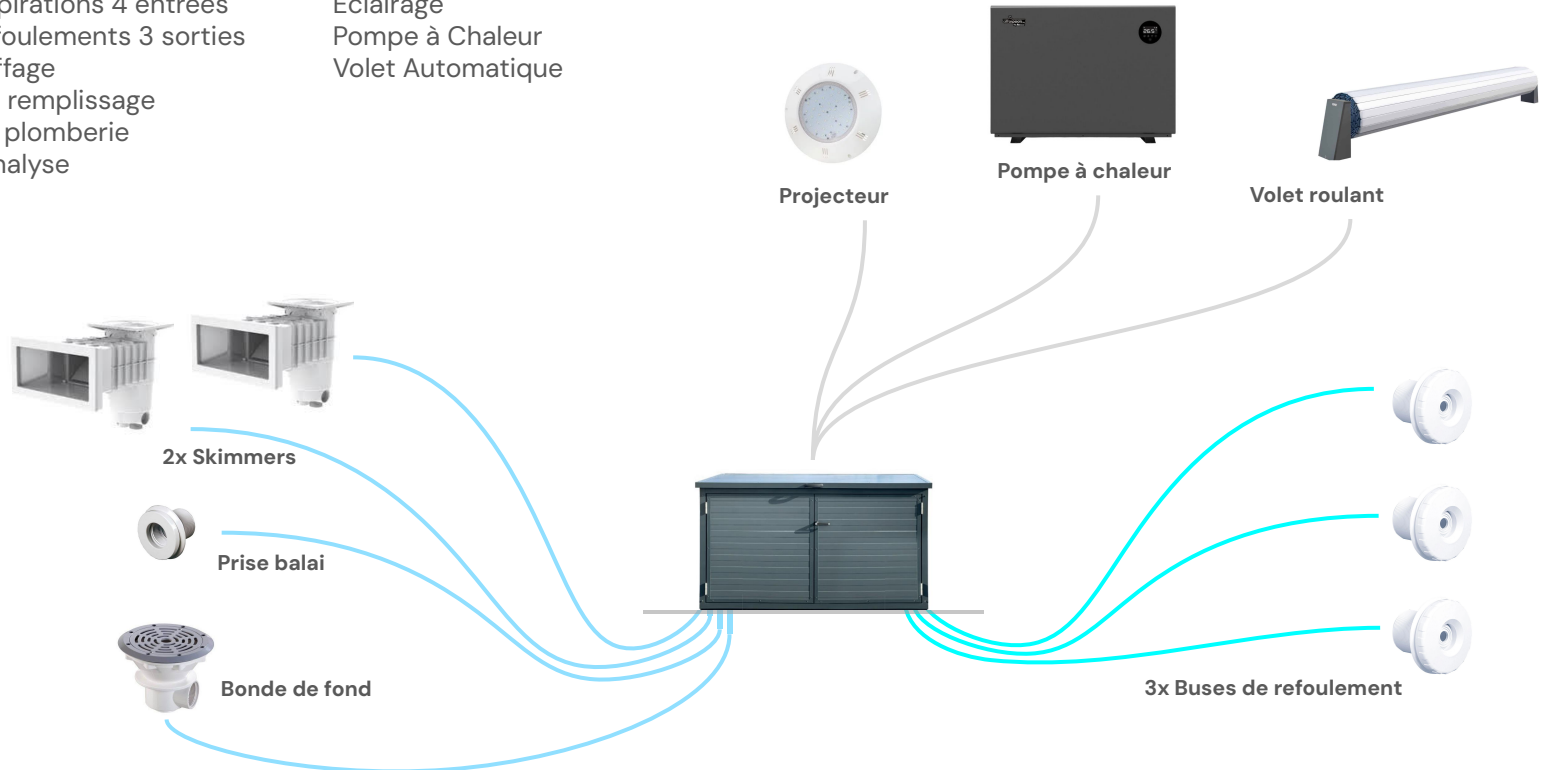 pirations 4 entrées
foulements 3 sorties
ffage
remplissage
plomberie
nalyse
Eclairage
Pompe à Chaleur
Volet Automatique
Projecteur
Pompe à chaleur
Volet roulant
2x Skimmers
Prise balai
Bonde de fond
3x Buses de refoulement